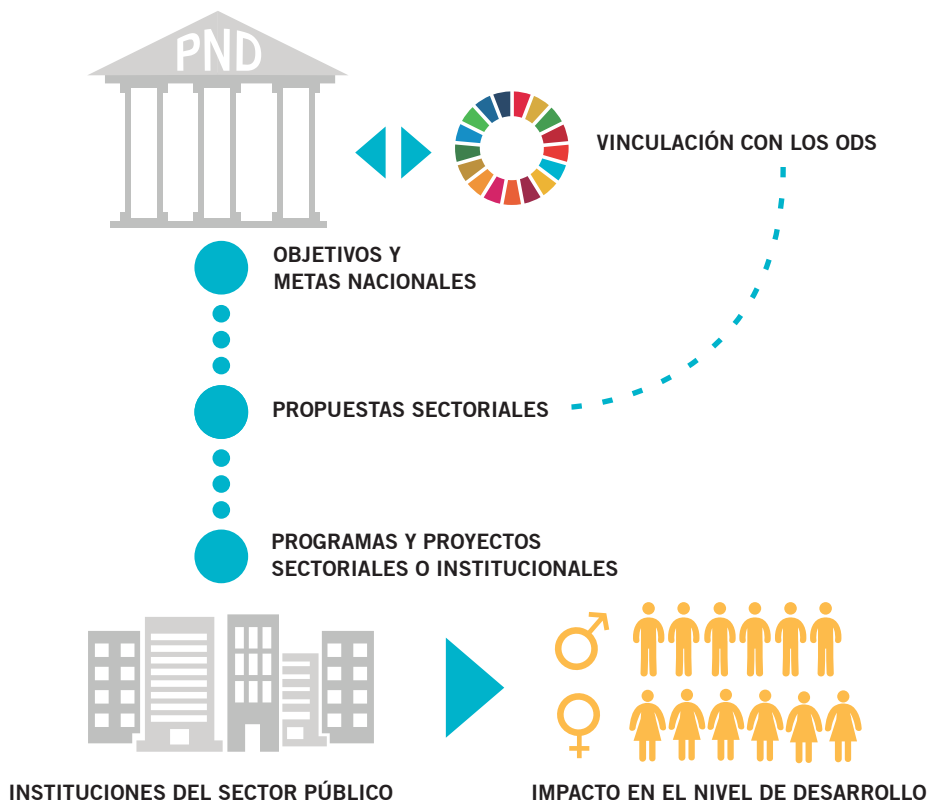 PND
VINCULACIÓN CON LOS ODS
OBJETIVOS Y
METAS NACIONALES
PROPUESTAS SECTORIALES
PROGRAMAS Y PROYECTOS
SECTORIALES O INSTITUCIONALES
INSTITUCIONES DEL SECTOR PÚBLICO
IMPACTO EN EL NIVEL DE DESARROLLO